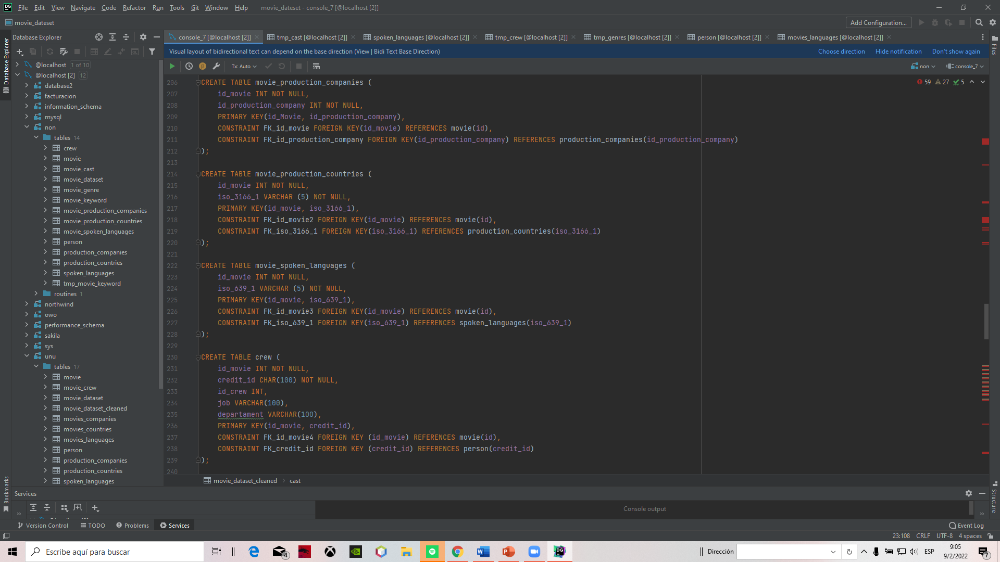 File Edit View Navigate Code Refactor Run Tools Git Window Help movie_dateset - console_7 [@localhost [2]]
movie_dateset
Add Configuration...
Database Explorer
console_7 [@localhost [2]] tmp_cast [@localhost [2]] spoken_languages [@localhost [2]] tmp_crew [@localhost [2]] tmp_genres [@localhost [2]] person [@localhost [2]] movies_languages [@localhost [2]]
Visual layout of bidirectional text can depend on the base direction (View | Bidi Text Base Direction) Choose direction Hide notification Don't show again
Tx: Auto non console_7
59 27 5
Database Explorer
Bookmarks
@localhost 1 of 10
@localhost [2] 12
database2
facturacion
information_schema
mysql
non
tables 14
crew
movie
movie_cast
movie_dataset
movie_genre
movie_keyword
movie_production_companies
movie_production_countries
movie_spoken_languages
person
production_companies
production_countries
spoken_languages
tmp_movie_keyword
routines 1
northwind
owo
performance_schema
sakila
sys
unu
tables 17
movie
movie_crew
movie_dataset
movie_dataset_cleaned
movies_companies
movies_countries
movies_languages
person
production_companies
production_countries
spoken_languages
206 CREATE TABLE movie_production_companies (
207 id_movie INT NOT NULL,
208 id_production_company INT NOT NULL,
209 PRIMARY KEY(id_Movie, id_production_company),
210 CONSTRAINT FK_id_movie FOREIGN KEY(id_movie) REFERENCES movie(id),
211 CONSTRAINT FK_id_production_company FOREIGN KEY(id_production_company) REFERENCES production_companies(id_production_company)
212 );
213
214 CREATE TABLE movie_production_countries (
215 id_movie INT NOT NULL,
216 iso_3166_1 VARCHAR (5) NOT NULL,
217 PRIMARY KEY(id_movie, iso_3166_1),
218 CONSTRAINT FK_id_movie2 FOREIGN KEY(id_movie) REFERENCES movie(id),
219 CONSTRAINT FK_iso_3166_1 FOREIGN KEY(iso_3166_1) REFERENCES production_countries(iso_3166_1)
220 );
221
222 CREATE TABLE movie_spoken_languages (
223 id_movie INT NOT NULL,
224 iso_639_1 VARCHAR (5) NOT NULL,
225 PRIMARY KEY(id_movie, iso_639_1),
226 CONSTRAINT FK_id_movie3 FOREIGN KEY(id_movie) REFERENCES movie(id),
227 CONSTRAINT FK_iso_639_1 FOREIGN KEY(iso_639_1) REFERENCES spoken_languages(iso_639_1)
228 );
229
230 CREATE TABLE crew (
231 id_movie INT NOT NULL,
232 credit_id CHAR(100) NOT NULL,
233 id_crew INT,
234 job VARCHAR(100),
235 departament VARCHAR(100),
236 PRIMARY KEY(id_movie, credit_id),
237 CONSTRAINT FK_id_movie4 FOREIGN KEY (id_movie) REFERENCES movie(id),
238 CONSTRAINT FK_credit_id FOREIGN KEY (credit_id) REFERENCES person(credit_id)
239 );
240
movie_dataset_cleaned cast
Files
Structure
Services
Console output
Version Control TODO Problems Services Event Log
23:108 CRLF UTF-8 4 spaces
Escribe aquí para buscar
4
Dirección
ESP
9:05
9/2/2022
7